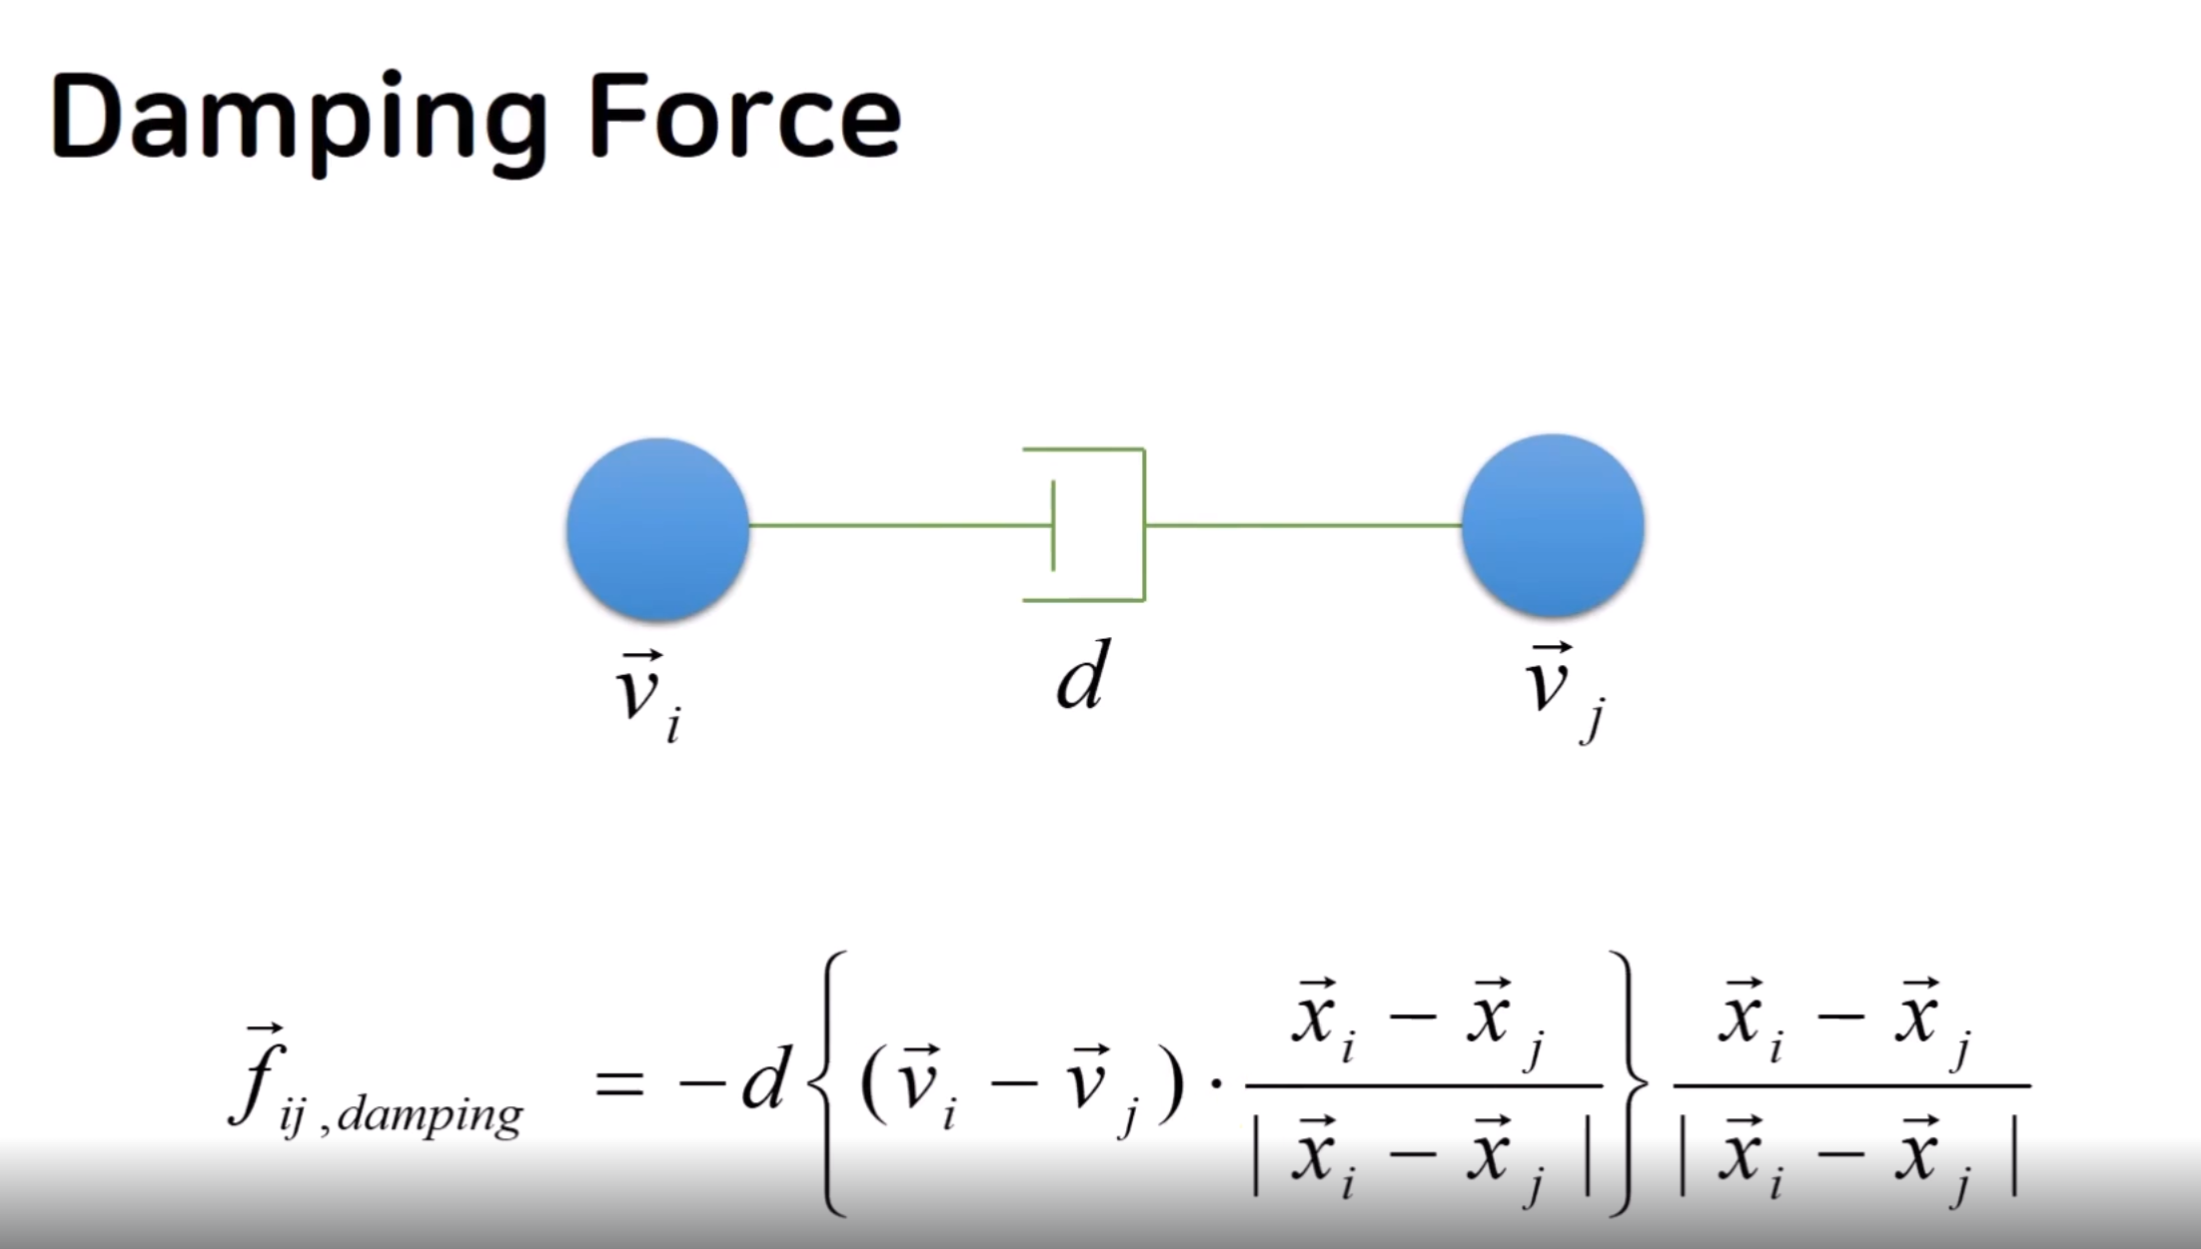 Damping Force
$\vec{v}_i$ $d$ $\vec{v}_j$
$\vec{f}_{ij,damping} = -d\left\{(\vec{v}_i - \vec{v}_j) \cdot \frac{\vec{x}_i - \vec{x}_j}{|\vec{x}_i - \vec{x}_j|}\right\}\frac{\vec{x}_i - \vec{x}_j}{|\vec{x}_i - \vec{x}_j|}$